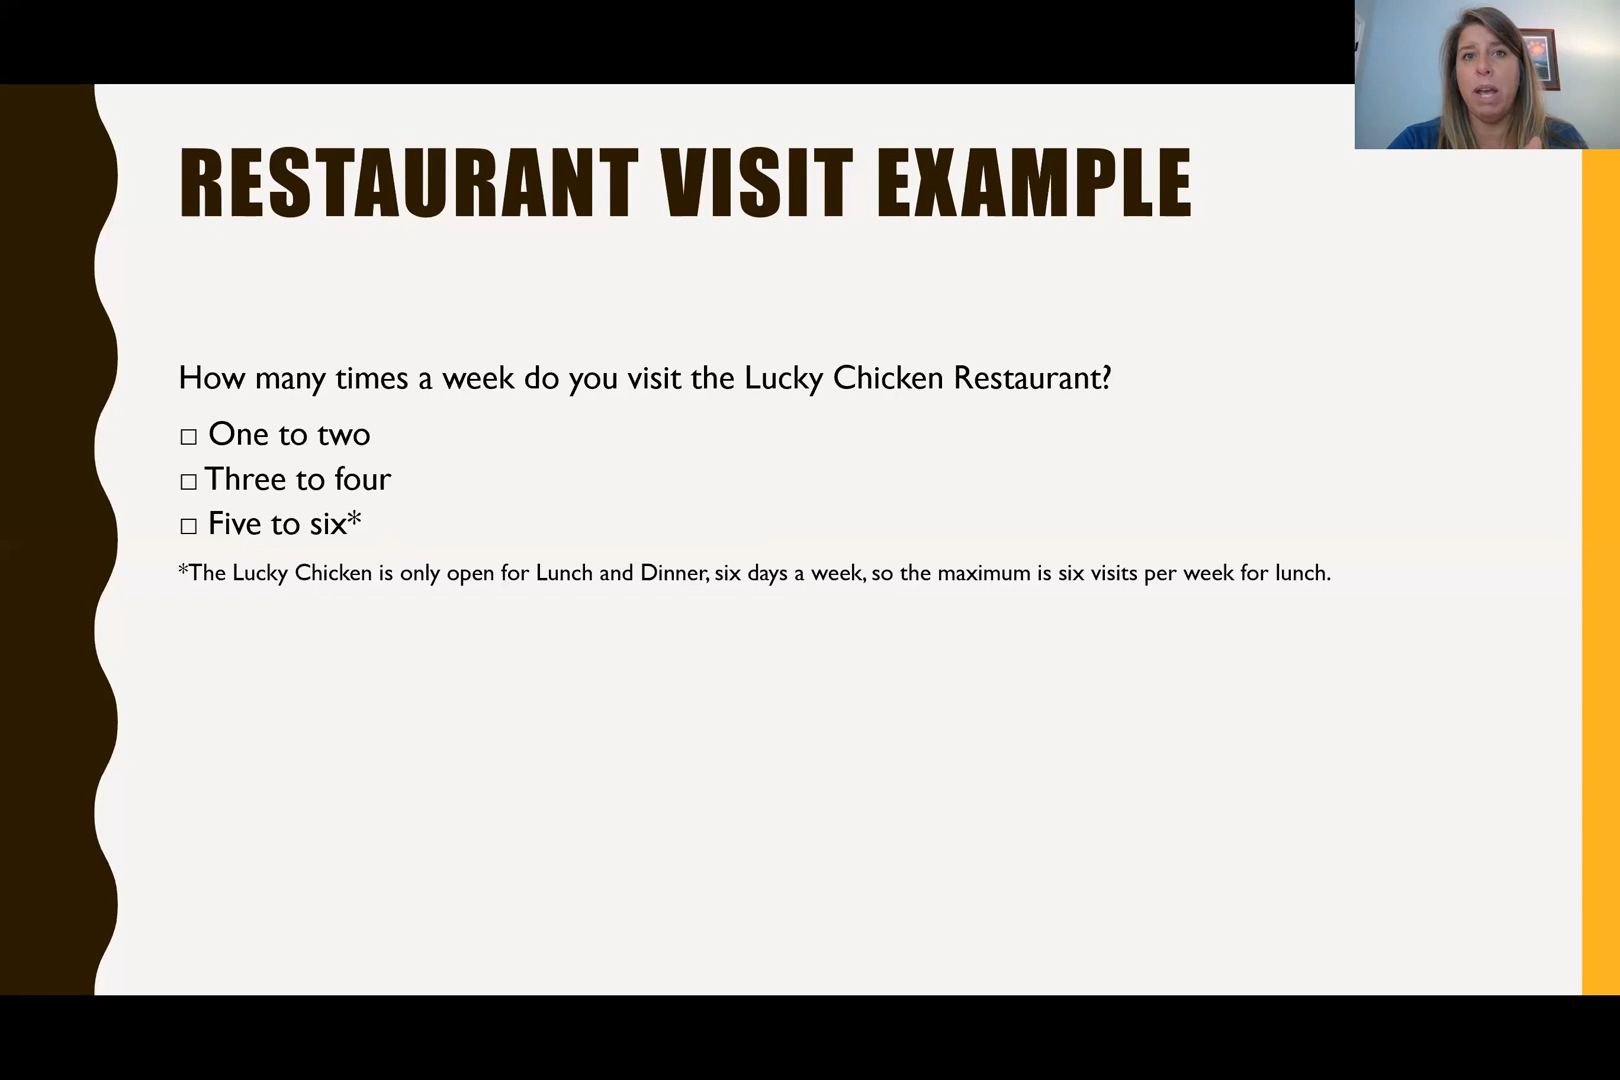 RESTAURANT VISIT EXAMPLE
How many times a week do you visit the Lucky Chicken Restaurant?
□ One to two
□ Three to four
□ Five to six*
*The Lucky Chicken is only open for Lunch and Dinner, six days a week, so the maximum is six visits per week for lunch.